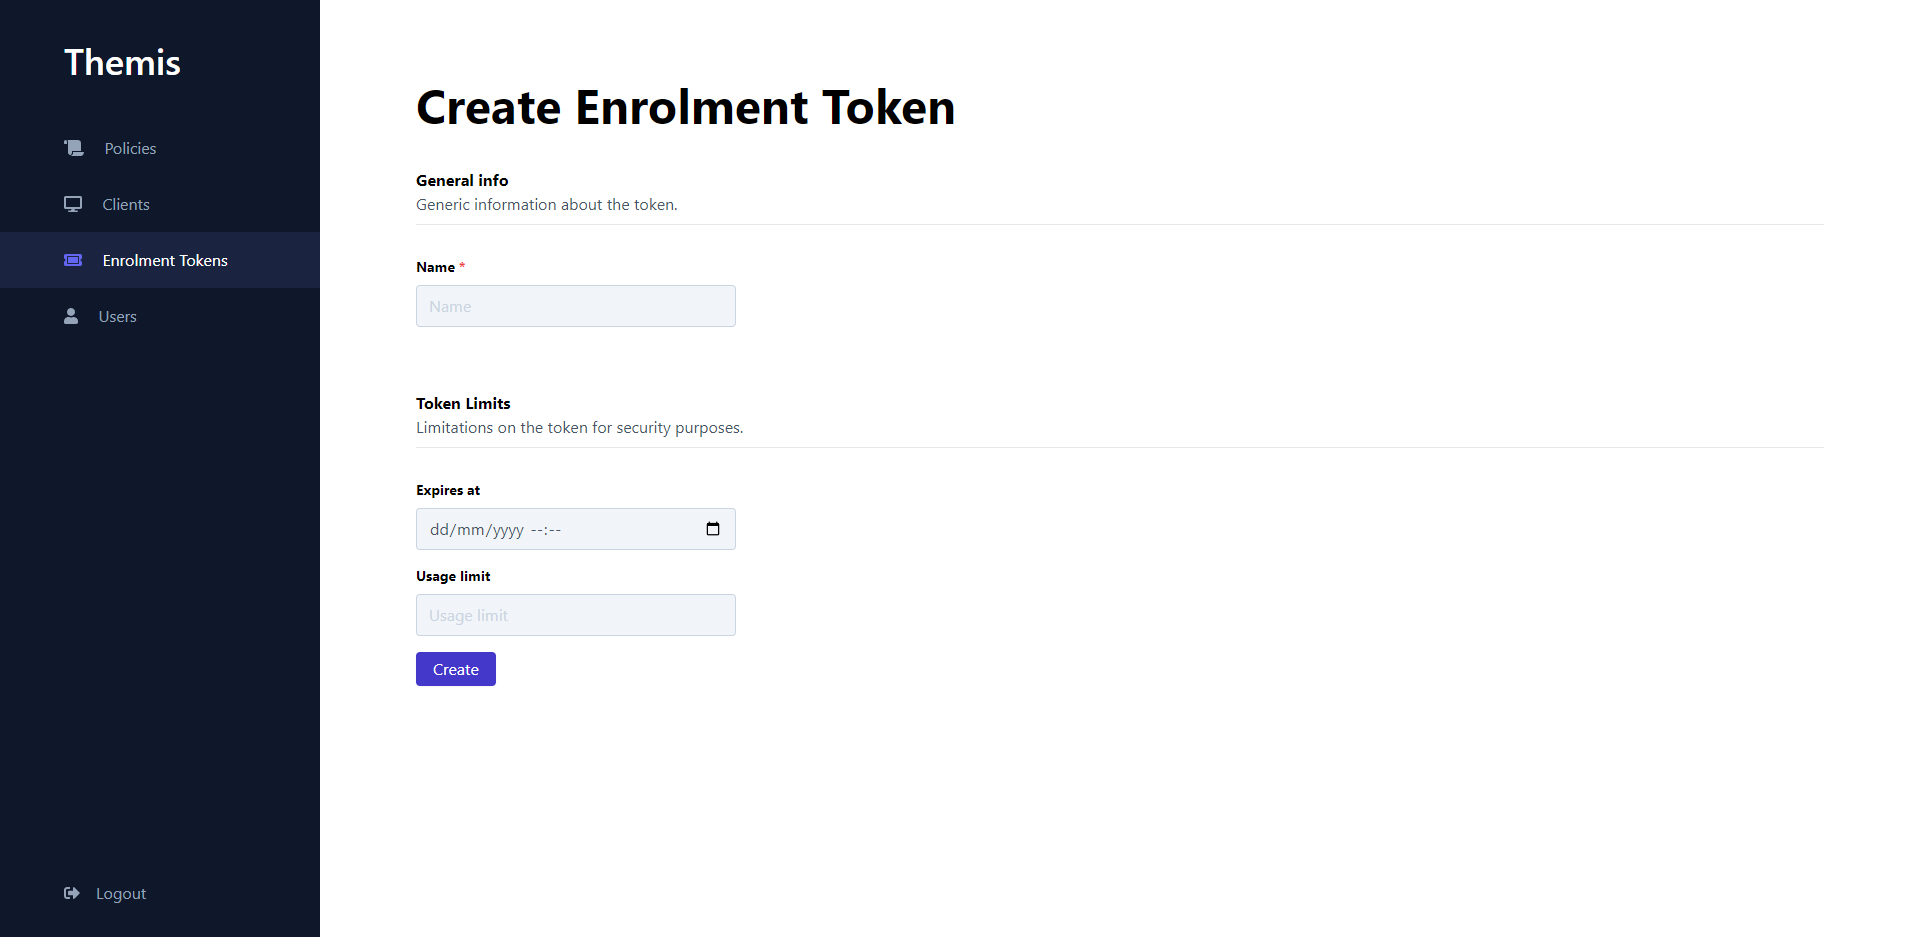 Themis
Policies
Clients
Enrolment Tokens
Users
Logout
Create Enrolment Token
General info
Generic information about the token.
Name *
Name
Token Limits
Limitations on the token for security purposes.
Expires at
dd/mm/yyyy --:--
Usage limit
Usage limit
Create